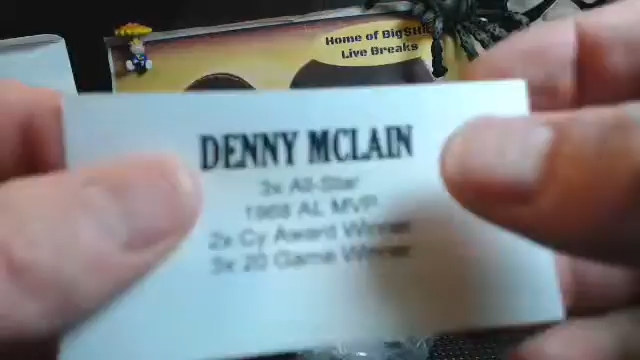 Home of BigSHE
Live Breaks
DENNY MCLAIN
3x All-Star
1968 AL MVP
2x Cy Award Winner
3x 20 Game Winner